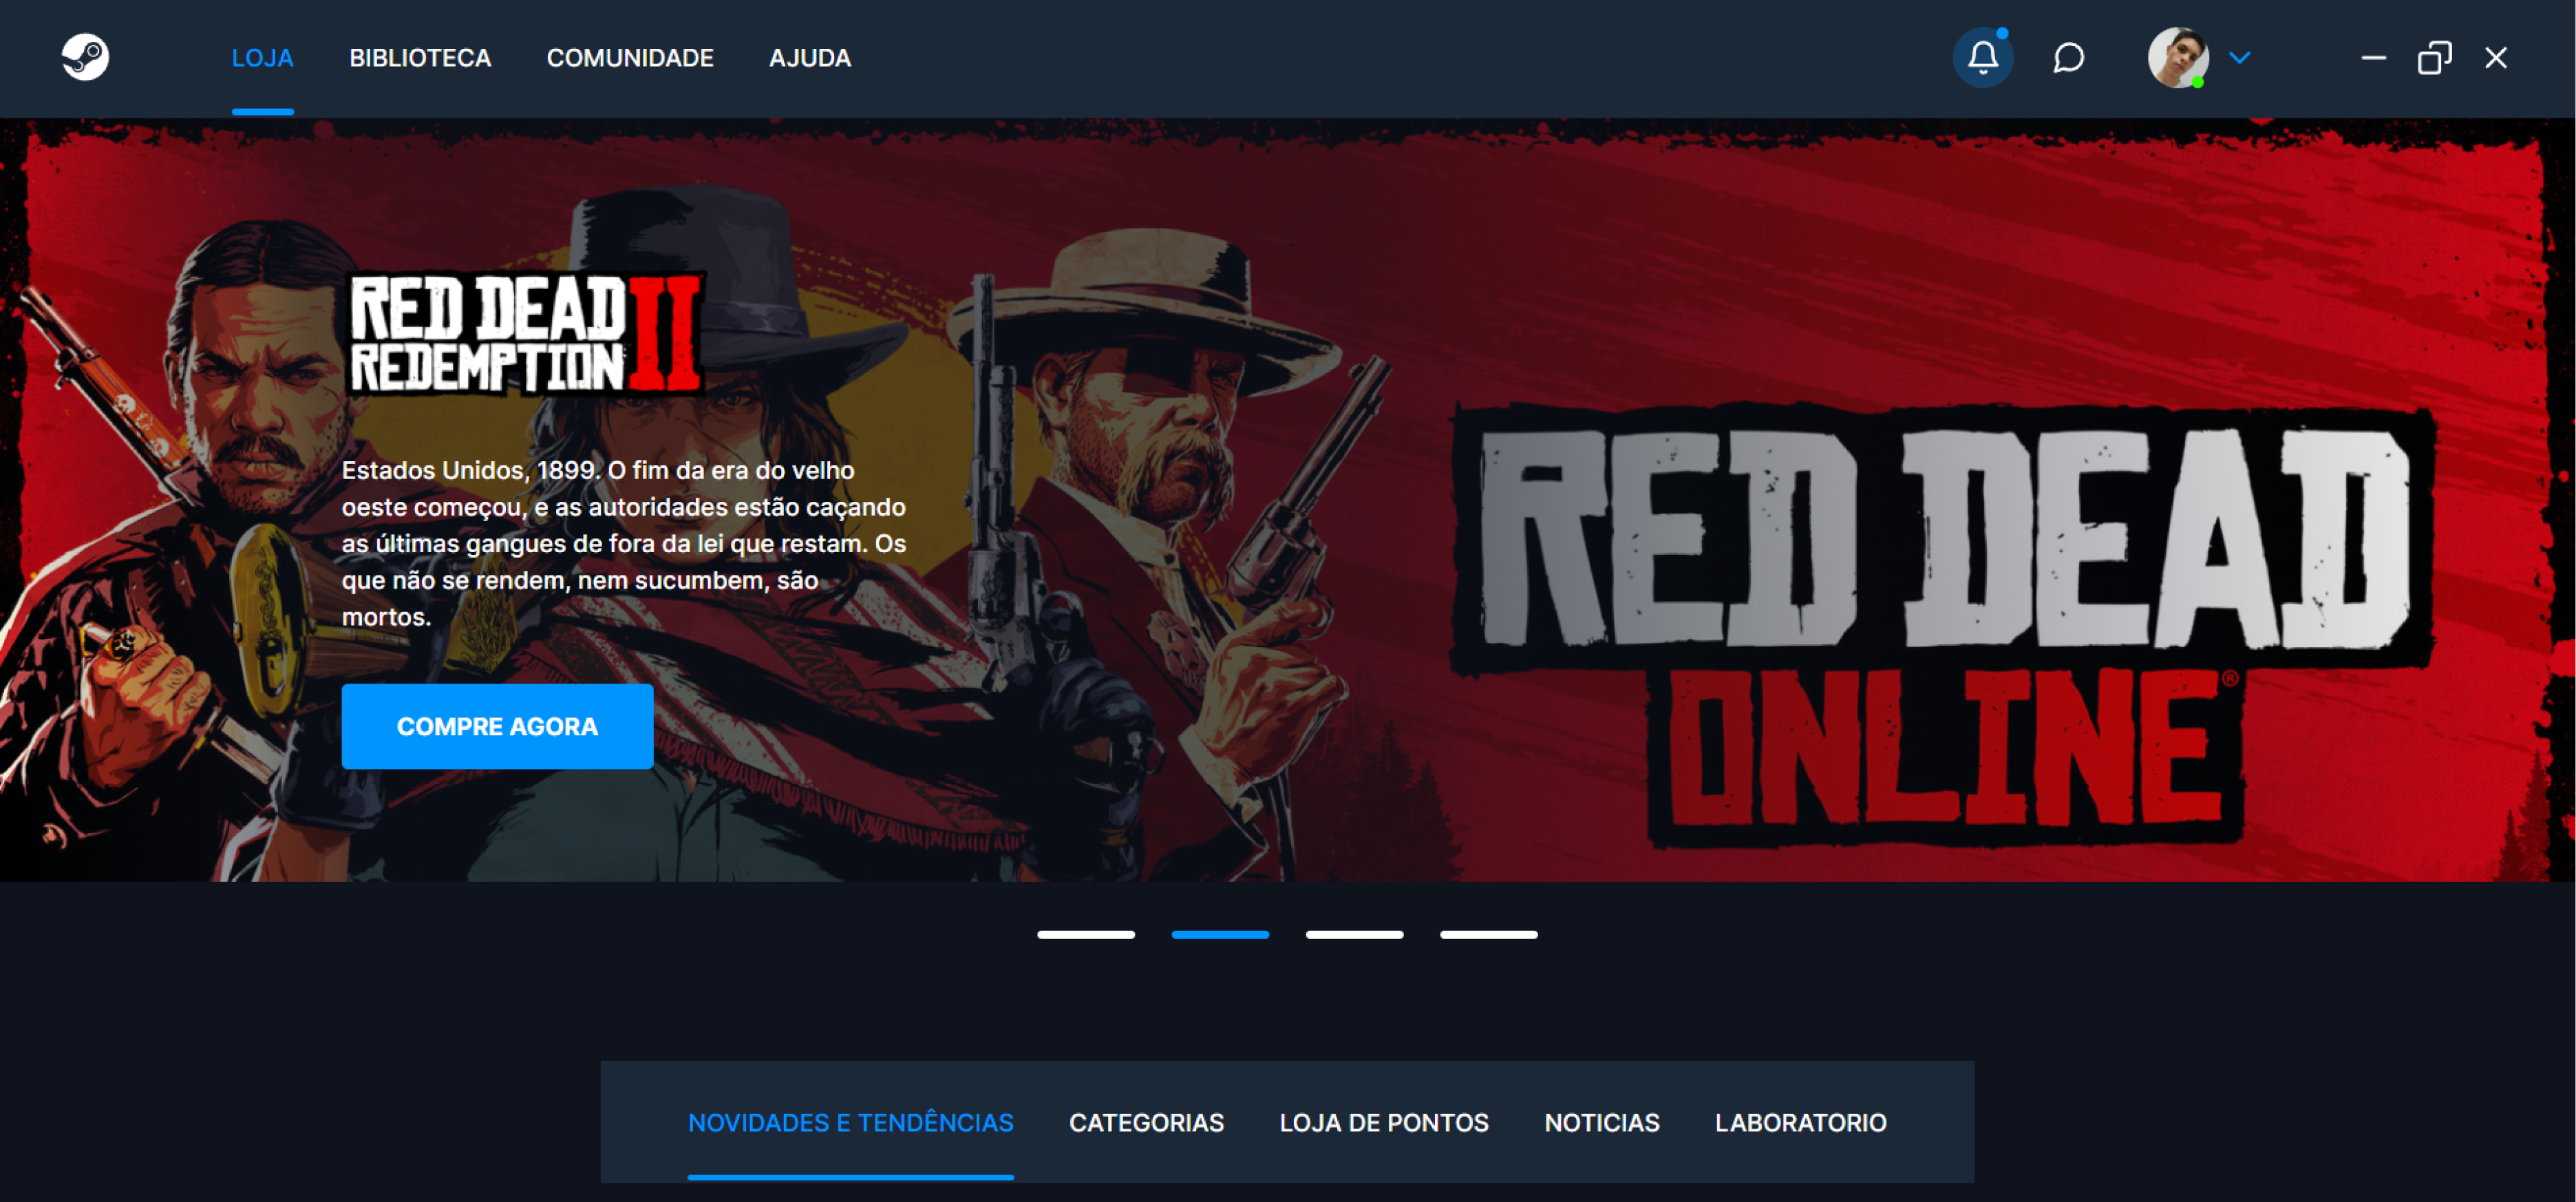 LOJA BIBLIOTECA COMUNIDADE AJUDA
RED DEAD
REDEMPTION II
Estados Unidos, 1899. O fim da era do velho
oeste começou, e as autoridades estão caçando
as últimas gangues de fora da lei que restam. Os
que não se rendem, nem sucumbem, são
mortos.
COMPRE AGORA
RED DEAD
ONLINE®
NOVIDADES E TENDÊNCIAS CATEGORIAS LOJA DE PONTOS NOTICIAS LABORATORIO